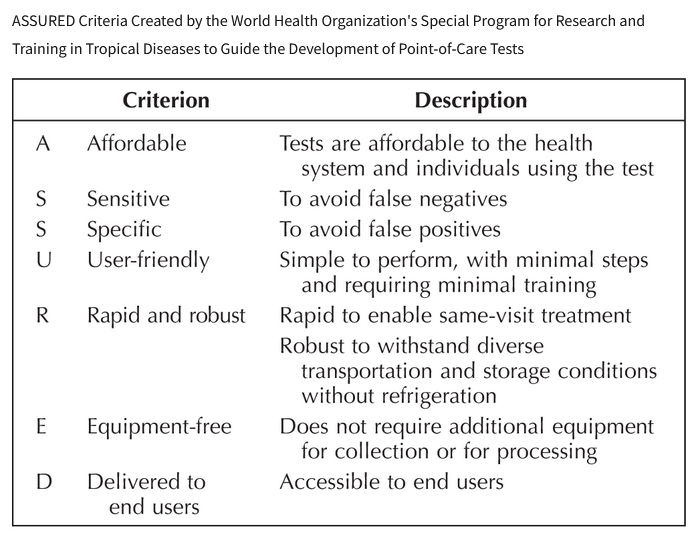 ASSURED Criteria Created by the World Health Organization's Special Program for Research and
Training in Tropical Diseases to Guide the Development of Point-of-Care Tests
Criterion Description
A Affordable Tests are affordable to the health
system and individuals using the test
S Sensitive To avoid false negatives
S Specific To avoid false positives
U User-friendly Simple to perform, with minimal steps
and requiring minimal training
R Rapid and robust Rapid to enable same-visit treatment
Robust to withstand diverse
transportation and storage conditions
without refrigeration
E Equipment-free Does not require additional equipment
for collection or for processing
D Delivered to Accessible to end users
end users